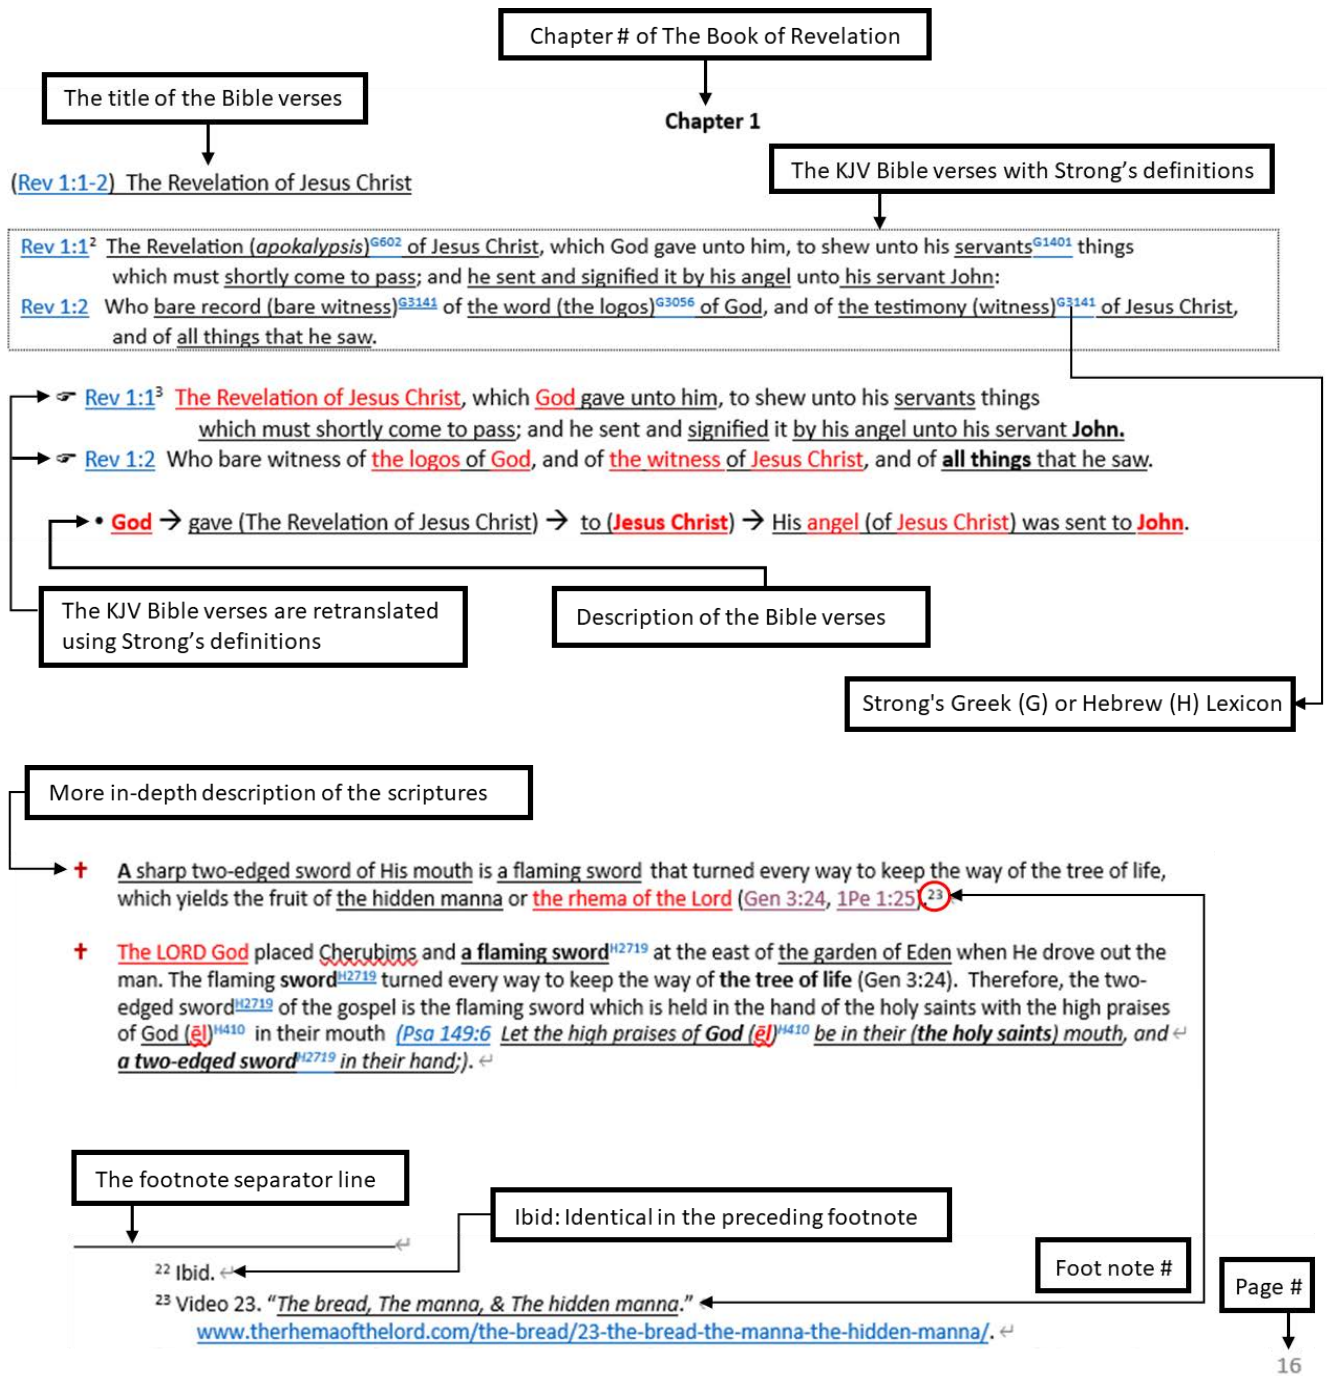 Chapter # of The Book of Revelation
The title of the Bible verses
Chapter 1
The KJV Bible verses with Strong's definitions
(Rev 1:1-2) The Revelation of Jesus Christ
Rev 1:1² The Revelation (apokalypsis)G602 of Jesus Christ, which God gave unto him, to shew unto his servantsG1401 things
which must shortly come to pass; and he sent and signified it by his angel unto his servant John:
Rev 1:2 Who bare record (bare witness)G3141 of the word (the logos)G3056 of God, and of the testimony (witness)G3141 of Jesus Christ,
and of all things that he saw.
☞ Rev 1:1³ The Revelation of Jesus Christ, which God gave unto him, to shew unto his servants things
which must shortly come to pass; and he sent and signified it by his angel unto his servant John.
☞ Rev 1:2 Who bare witness of the logos of God, and of the witness of Jesus Christ, and of all things that he saw.
• God → gave (The Revelation of Jesus Christ) → to (Jesus Christ) → His angel (of Jesus Christ) was sent to John.
The KJV Bible verses are retranslated
using Strong's definitions
Description of the Bible verses
Strong's Greek (G) or Hebrew (H) Lexicon
More in-depth description of the scriptures
✝ A sharp two-edged sword of His mouth is a flaming sword that turned every way to keep the way of the tree of life,
which yields the fruit of the hidden manna or the rhema of the Lord (Gen 3:24, 1Pe 1:25).²³
✝ The LORD God placed Cherubims and a flaming swordH2719 at the east of the garden of Eden when He drove out the
man. The flaming swordH2719 turned every way to keep the way of the tree of life (Gen 3:24). Therefore, the two-
edged swordH2719 of the gospel is the flaming sword which is held in the hand of the holy saints with the high praises
of God (ēl)H410 in their mouth (Psa 149:6 Let the high praises of God (ēl)H410 be in their (the holy saints) mouth, and ↵
a two-edged swordH2719 in their hand;). ↵
The footnote separator line
Ibid: Identical in the preceding footnote
↵
²² Ibid. ↵
Foot note #
Page #
²³ Video 23. "The bread, The manna, & The hidden manna."
www.therhemaofthelord.com/the-bread/23-the-bread-the-manna-the-hidden-manna/. ↵
16